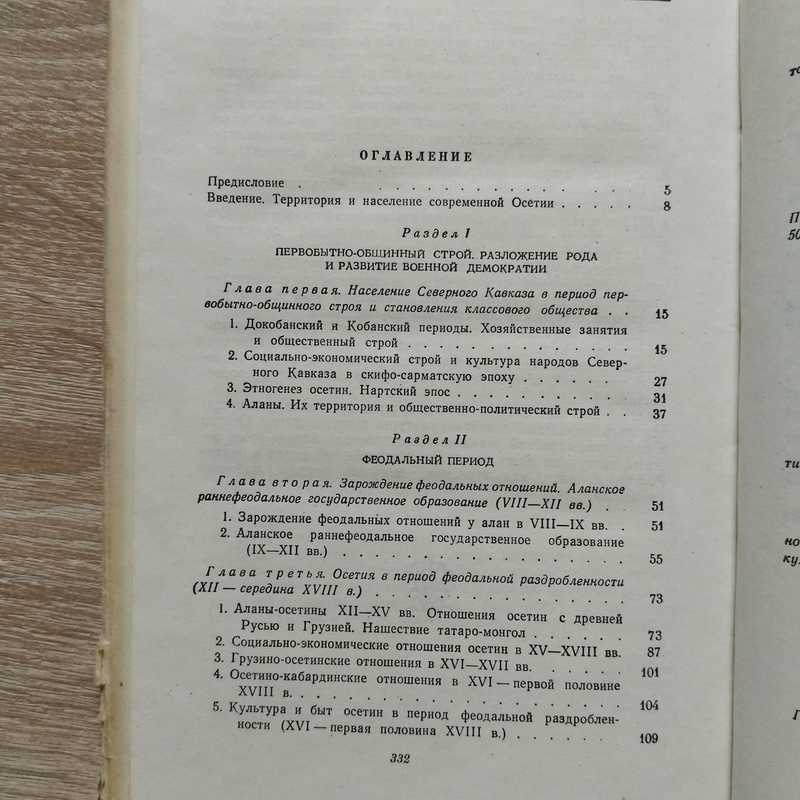 ОГЛАВЛЕНИЕ
Предисловие . . . . . . . . . . . . . . . 5
Введение. Территория и население современной Осетии . . . . . 8
Раздел I
ПЕРВОБЫТНО-ОБЩИННЫЙ СТРОЙ. РАЗЛОЖЕНИЕ РОДА
И РАЗВИТИЕ ВОЕННОЙ ДЕМОКРАТИИ
Глава первая. Население Северного Кавказа в период пер-
вобытно-общинного строя и становления классового общества . . 15
1. Докобанский и Кобанский периоды. Хозяйственные занятия
и общественный строй . . . . . . . . . . . . . . 15
2. Социально-экономический строй и культура народов Север-
ного Кавказа в скифо-сарматскую эпоху . . . . . . 27
3. Этногенез осетин. Нартский эпос . . . . . . . . . . 31
4. Аланы. Их территория и общественно-политический строй . . 37
Раздел II
ФЕОДАЛЬНЫЙ ПЕРИОД
Глава вторая. Зарождение феодальных отношений. Аланское
раннефеодальное государственное образование (VIII—XII вв.) . 51
1. Зарождение феодальных отношений у алан в VIII—IX вв. . 51
2. Аланское раннефеодальное государственное образование
(IX—XII вв.) . . . . . . . . . . . . . . . . . 55
Глава третья. Осетия в период феодальной раздробленности
(XII — середина XVIII в.) . . . . . . . . . . . . . . . 73
1. Аланы-осетины XII—XV вв. Отношения осетин с древней
Русью и Грузией. Нашествие татаро-монгол . . . . . . 73
2. Социально-экономические отношения осетин в XV—XVIII вв. 87
3. Грузино-осетинские отношения в XVI—XVII вв. . . . . . 101
4. Осетино-кабардинские отношения в XVI — первой половине
XVIII в. . . . . . . . . . . . . . . . . . . . 104
5. Культура и быт осетин в период феодальной раздроблен-
ности (XVI — первая половина XVIII в.) . . . . . . 109
332